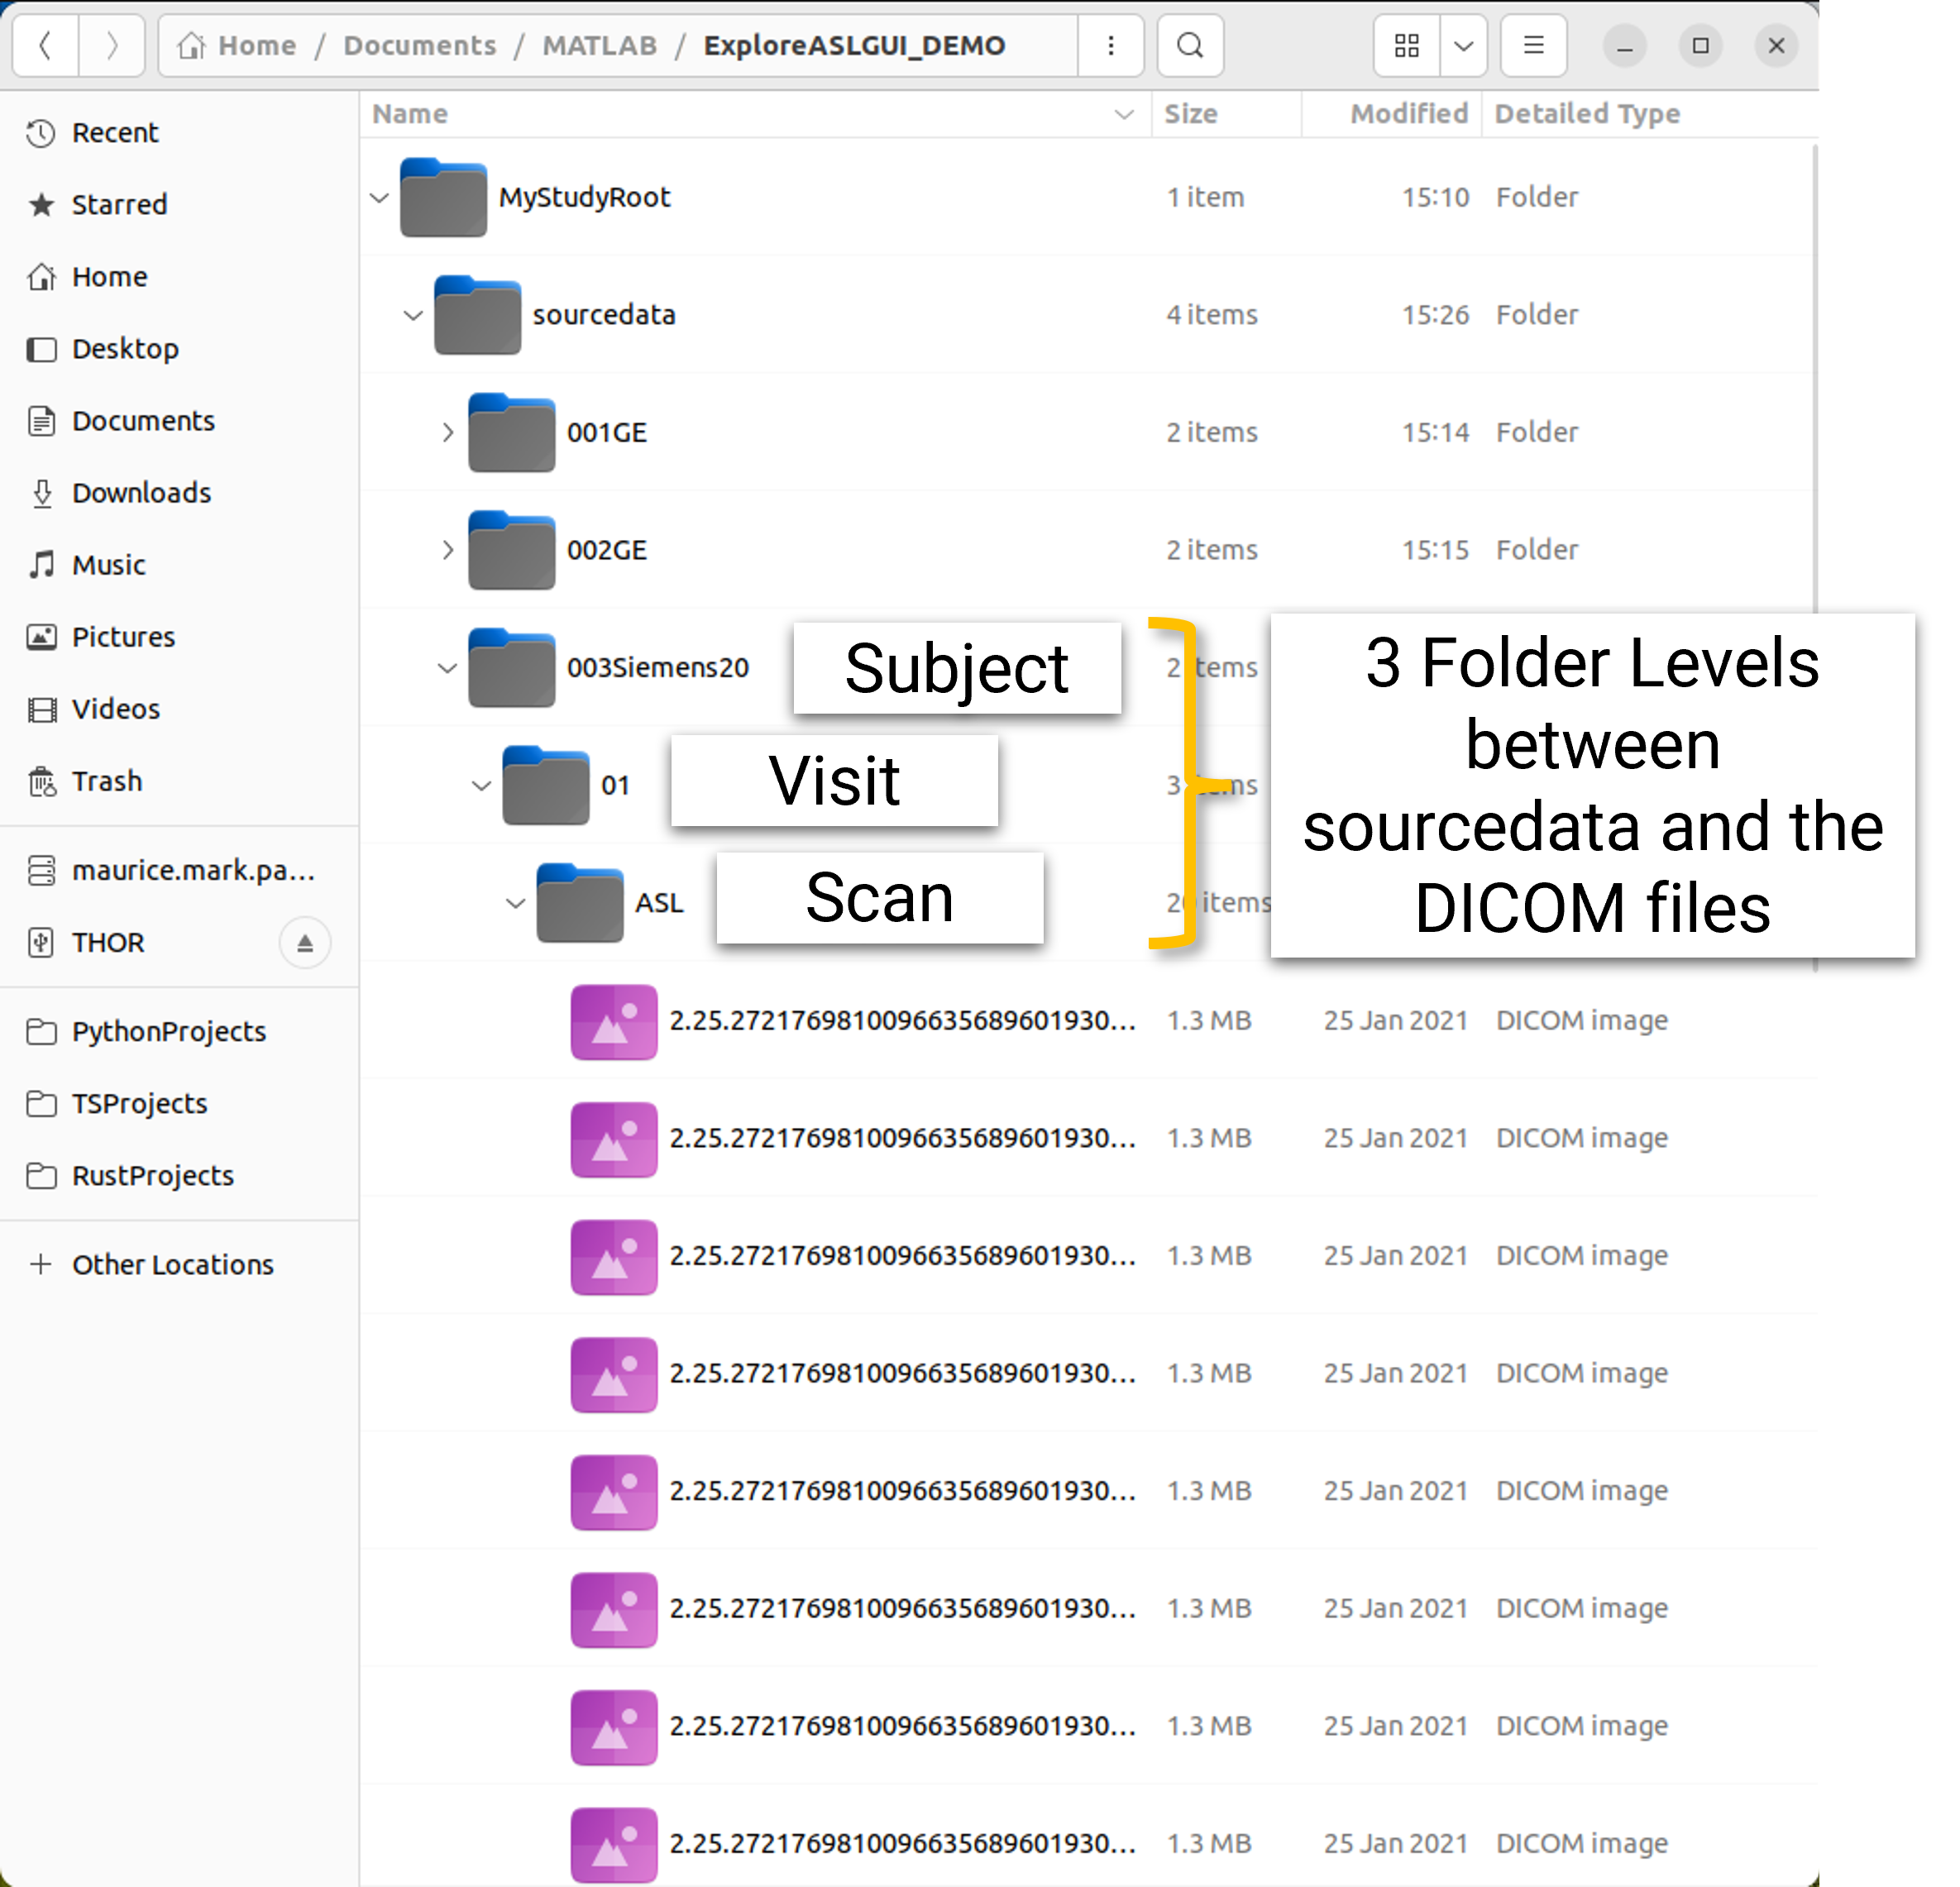 Home / Documents / MATLAB / ExploreASLGUI_DEMO
Name Size Modified Detailed Type
Recent
Starred
Home
Desktop
Documents
Downloads
Music
Pictures
Videos
Trash
maurice.mark.pa...
THOR
PythonProjects
TSProjects
RustProjects
Other Locations
MyStudyRoot 1 item 15:10 Folder
sourcedata 4 items 15:26 Folder
001GE 2 items 15:14 Folder
002GE 2 items 15:15 Folder
003Siemens20 Subject 2 items
01 Visit 3 items
ASL Scan items
3 Folder Levels
between
sourcedata and the
DICOM files
2.25.2721769810096635689601930... 1.3 MB 25 Jan 2021 DICOM image
2.25.2721769810096635689601930... 1.3 MB 25 Jan 2021 DICOM image
2.25.2721769810096635689601930... 1.3 MB 25 Jan 2021 DICOM image
2.25.2721769810096635689601930... 1.3 MB 25 Jan 2021 DICOM image
2.25.2721769810096635689601930... 1.3 MB 25 Jan 2021 DICOM image
2.25.2721769810096635689601930... 1.3 MB 25 Jan 2021 DICOM image
2.25.2721769810096635689601930... 1.3 MB 25 Jan 2021 DICOM image
2.25.2721769810096635689601930... 1.3 MB 25 Jan 2021 DICOM image